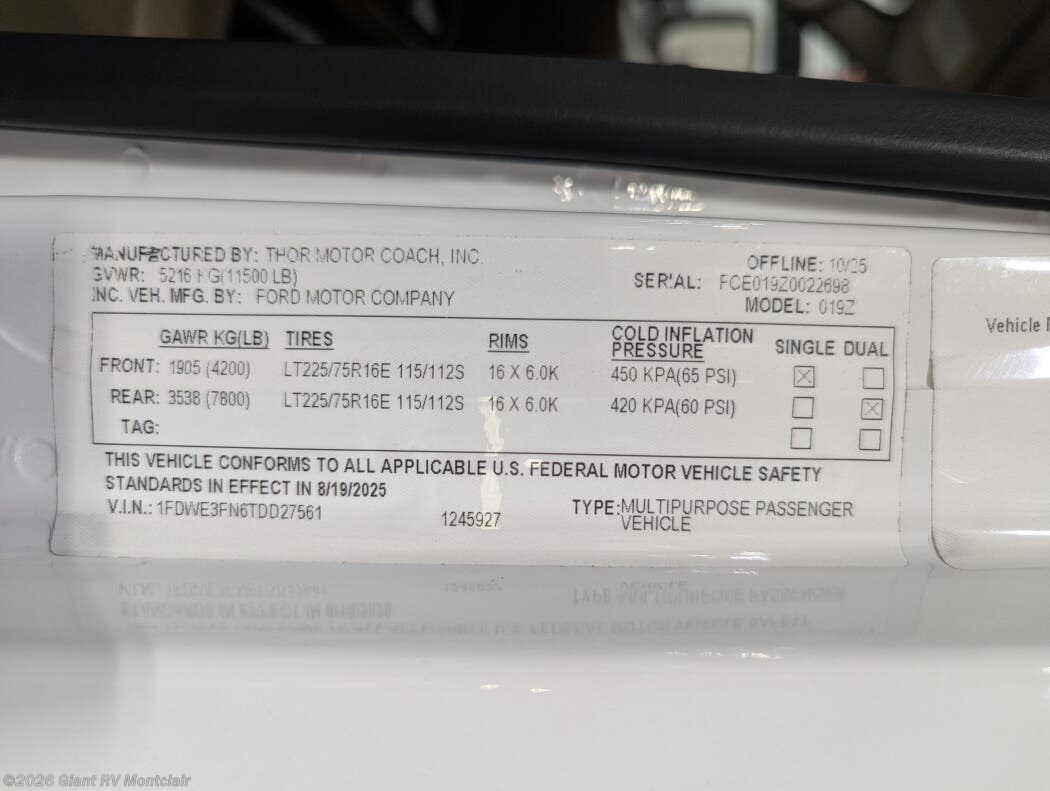 MANUFACTURED BY: THOR MOTOR COACH, INC.
OFFLINE: 10/25
GVWR: 5216 KG(11500 LB)
SERIAL: FCE019Z0022698
INC. VEH. MFG. BY: FORD MOTOR COMPANY
MODEL: 019Z
GAWR KG(LB) TIRES RIMS COLD INFLATION PRESSURE SINGLE DUAL
FRONT: 1905 (4200) LT225/75R16E 115/112S 16 X 6.0K 450 KPA(65 PSI) ☒ ☐
REAR: 3538 (7800) LT225/75R16E 115/112S 16 X 6.0K 420 KPA(60 PSI) ☐ ☒
TAG: ☐ ☐
THIS VEHICLE CONFORMS TO ALL APPLICABLE U.S. FEDERAL MOTOR VEHICLE SAFETY
STANDARDS IN EFFECT IN 8/19/2025
V.I.N.: 1FDWE3FN6TDD27561 1245927 TYPE: MULTIPURPOSE PASSENGER
VEHICLE
Vehicle
©2026 Giant RV Montclair